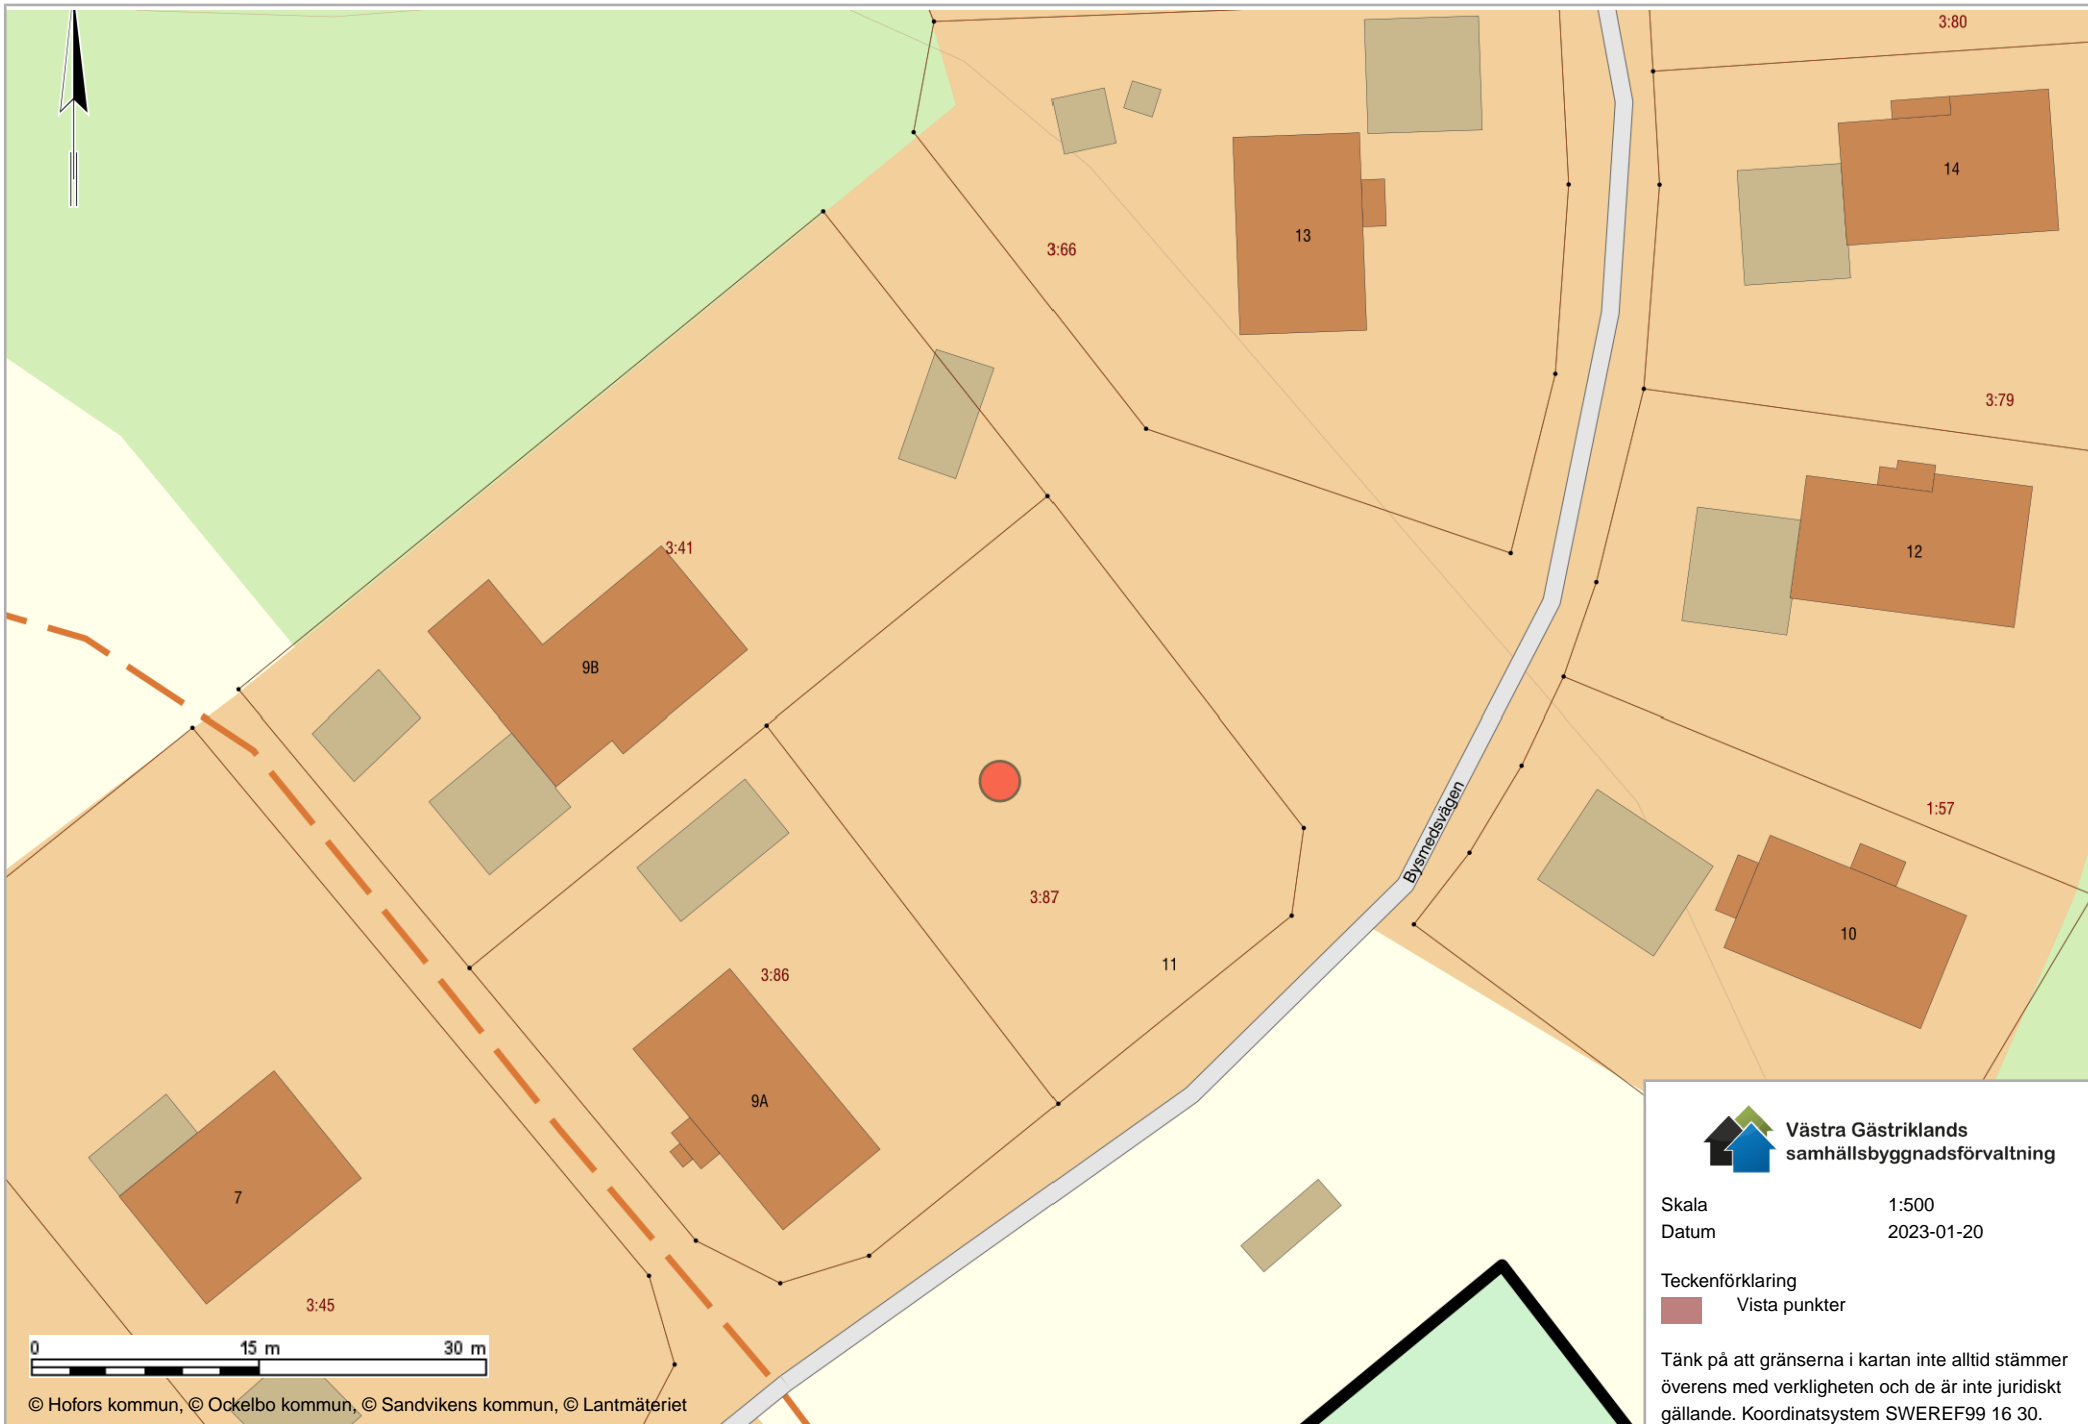 3:80
14
3:66
13
3:79
12
3:41
9B
1:57
Bysmedsvägen
3:87
10
11
3:86
9A
7
3:45
0 15 m 30 m
© Hofors kommun, © Ockelbo kommun, © Sandvikens kommun, © Lantmäteriet
Västra Gästriklands
samhällsbyggnadsförvaltning
Skala 1:500
Datum 2023-01-20
Teckenförklaring
Vista punkter
Tänk på att gränserna i kartan inte alltid stämmer
överens med verkligheten och de är inte juridiskt
gällande. Koordinatsystem SWEREF99 16 30.